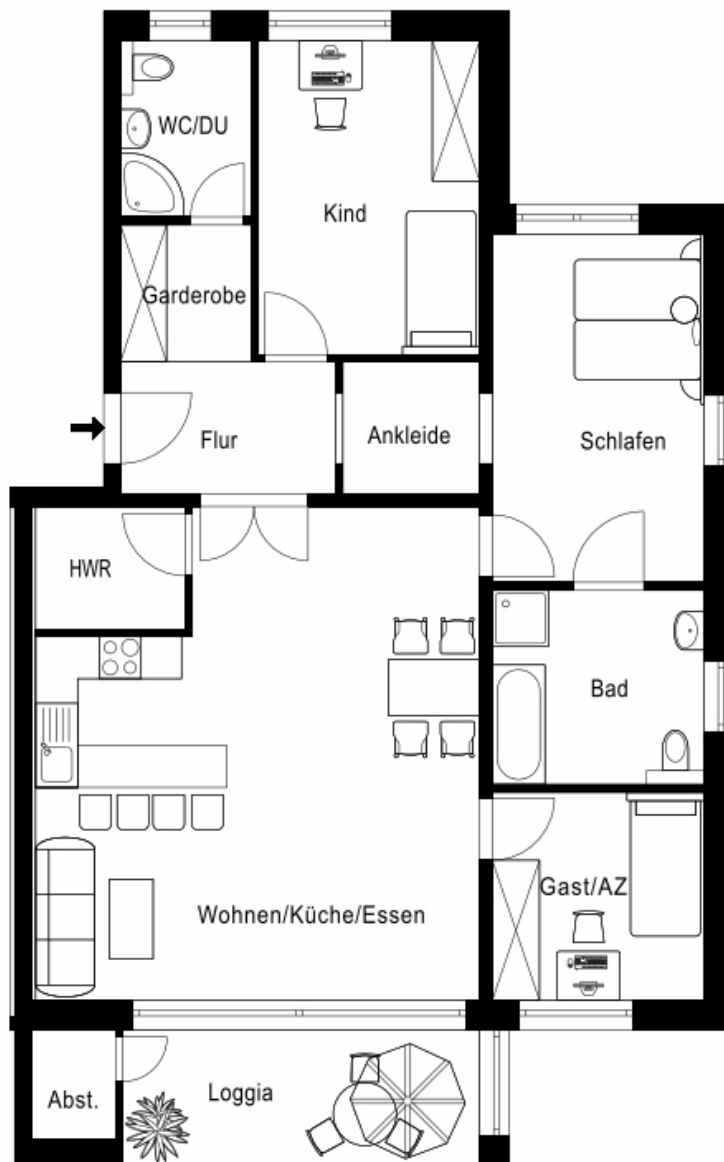 WC/DU
Kind
Garderobe
Flur
Ankleide
Schlafen
HWR
Bad
Gast/AZ
Wohnen/Küche/Essen
Abst.
Loggia